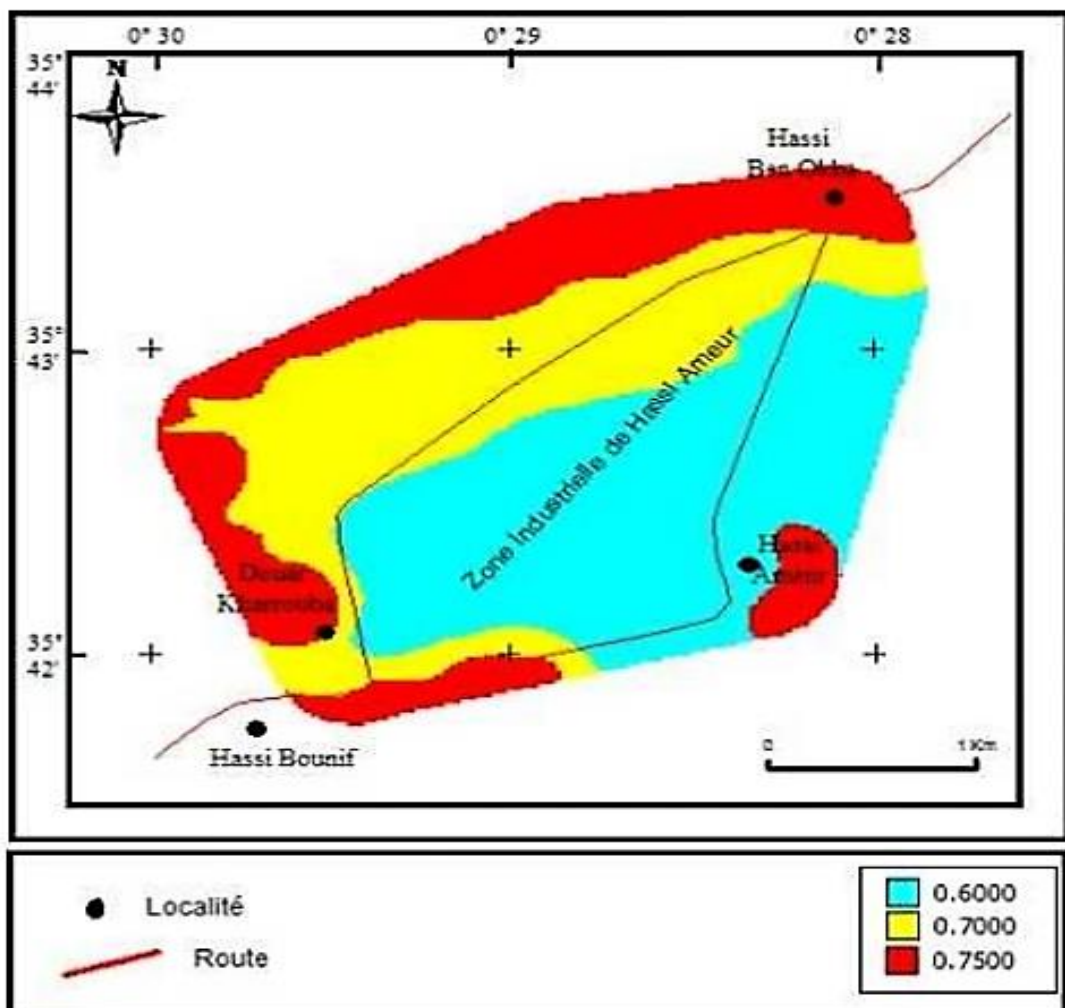 0° 30 0° 29 0° 28
35°
44'
N
Hassi
Ban Okba
35°
43'
Zone Industrielle de Hassi Ameur
Hassi
Ameur
Douar
Kharrouba
35°
42'
Hassi Bounif
0 1 Km
Localité
Route
0.6000
0.7000
0.7500